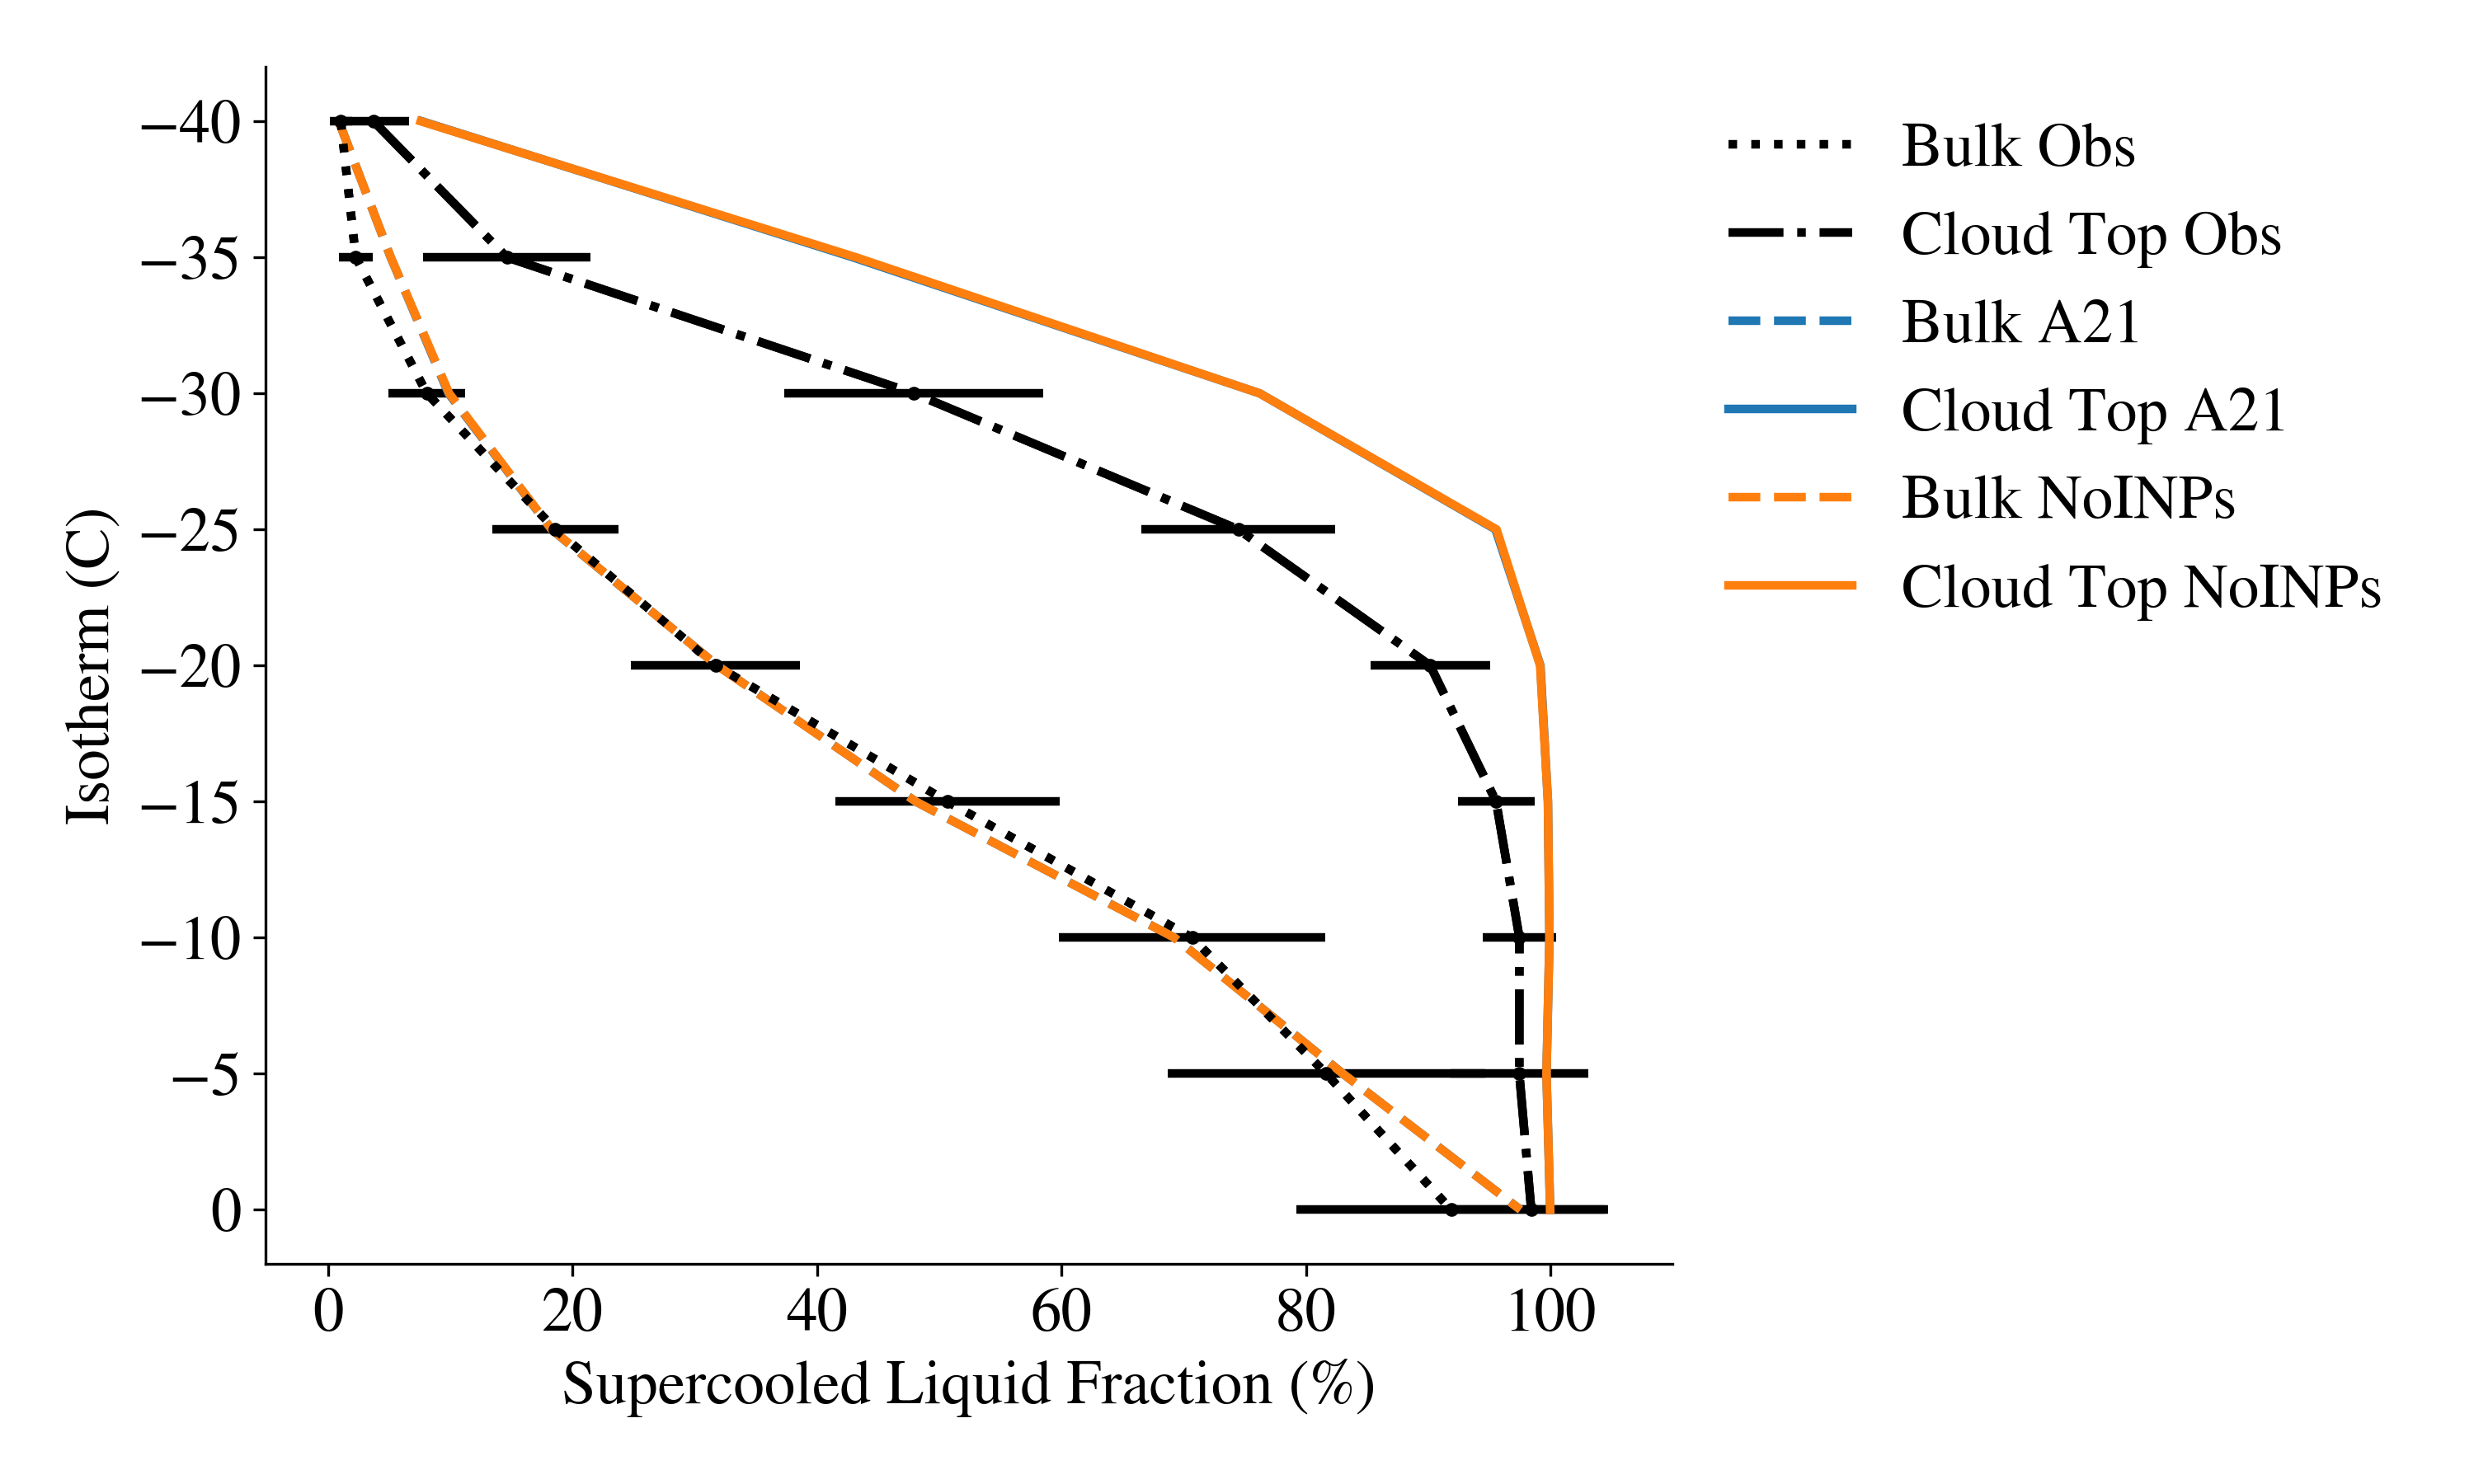 −40
−35
−30
−25
−20
−15
−10
−5
0
Isotherm (C)
0 20 40 60 80 100
Supercooled Liquid Fraction (%)
Bulk Obs
Cloud Top Obs
Bulk A21
Cloud Top A21
Bulk NoINPs
Cloud Top NoINPs